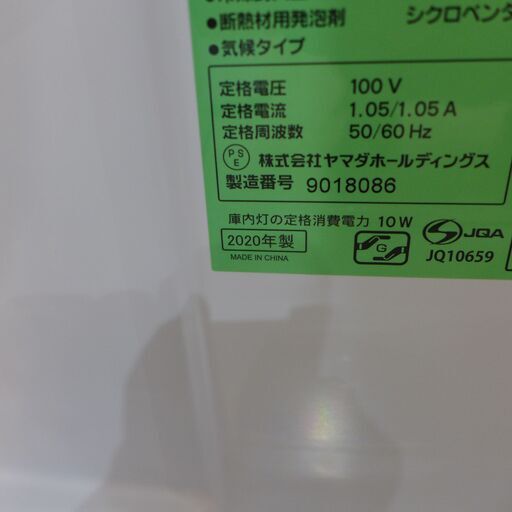 ●断熱材用発泡剤 シクロペンタ
●気候タイプ
定格電圧 100 V
定格電流 1.05/1.05 A
定格周波数 50/60 Hz
PSE 株式会社ヤマダホールディングス
製造番号 9018086
庫内灯の定格消費電力 10W
2020年製
MADE IN CHINA
G
S JQA
JQ10659